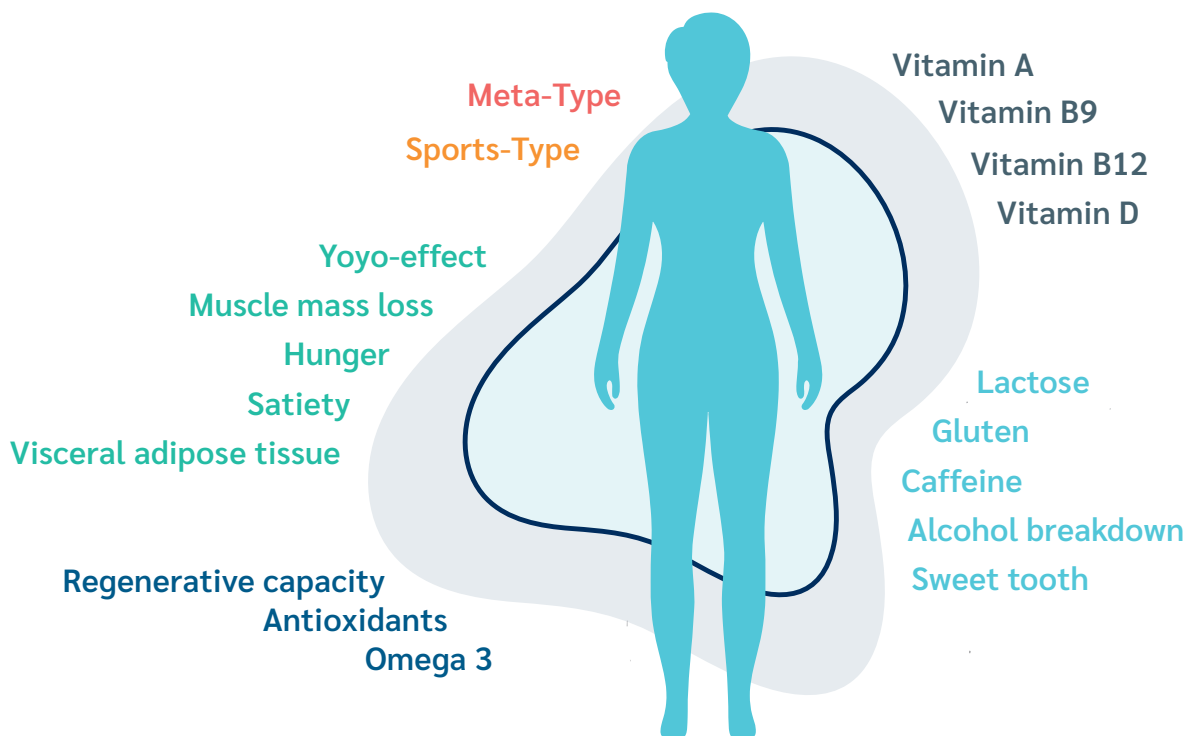 Meta-Type
Sports-Type
Yoyo-effect
Muscle mass loss
Hunger
Satiety
Visceral adipose tissue
Regenerative capacity
Antioxidants
Omega 3
Vitamin A
Vitamin B9
Vitamin B12
Vitamin D
Lactose
Gluten
Caffeine
Alcohol breakdown
Sweet tooth